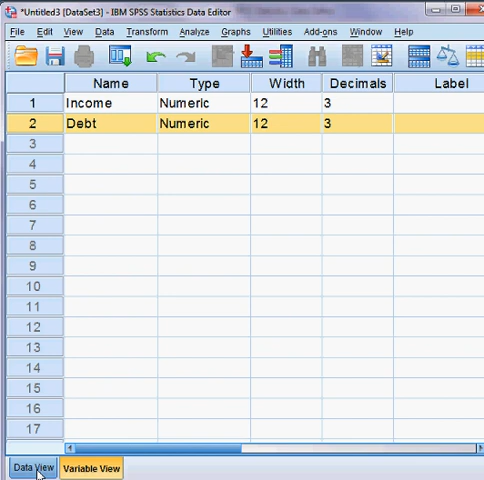 *Untitled3 [DataSet3] - IBM SPSS Statistics Data Editor
File Edit View Data Transform Analyze Graphs Utilities Add-ons Window Help
Name Type Width Decimals Label
1 Income Numeric 12 3
2 Debt Numeric 12 3
3
4
5
6
7
8
9
10
11
12
13
14
15
16
17
Data View Variable View